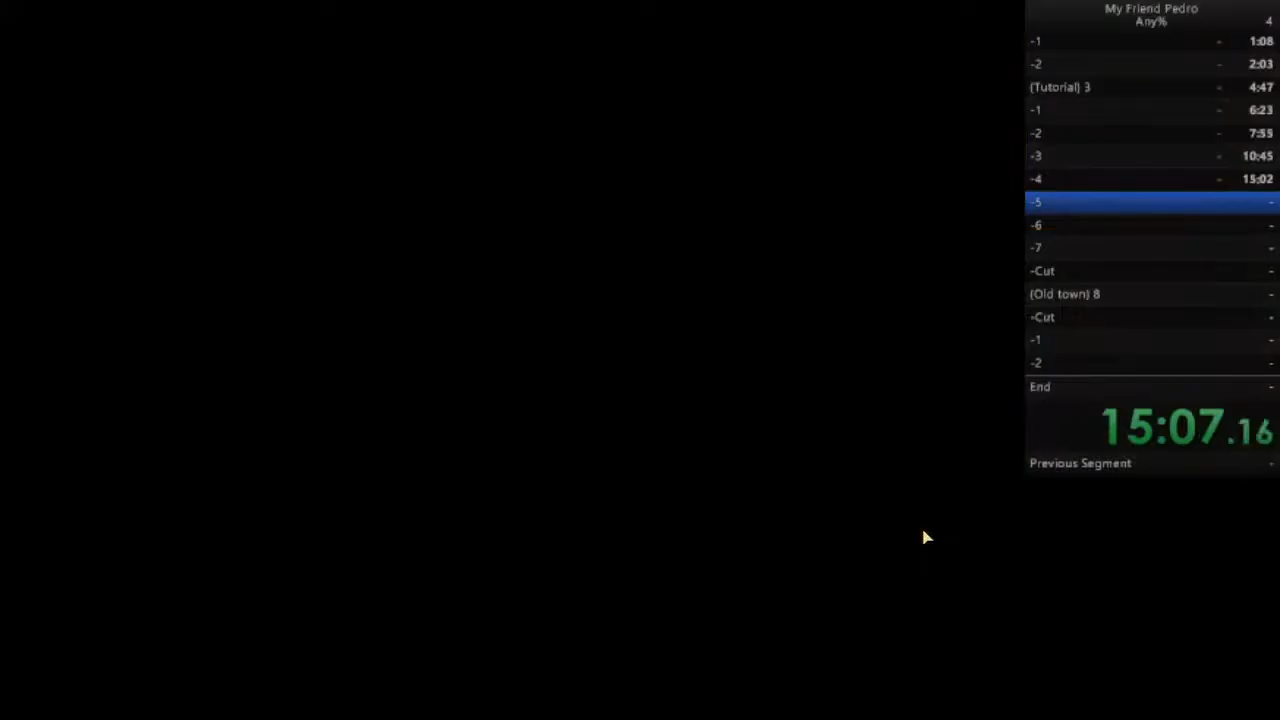 My Friend Pedro
Any% 4
-1 - 1:08
-2 - 2:03
(Tutorial) 3 - 4:47
-1 - 6:23
-2 - 7:55
-3 - 10:45
-4 - 15:02
-5 -
-6 -
-7 -
-Cut -
(Old town) 8 -
-Cut -
-1 -
-2 -
End -
15:07.16
Previous Segment -